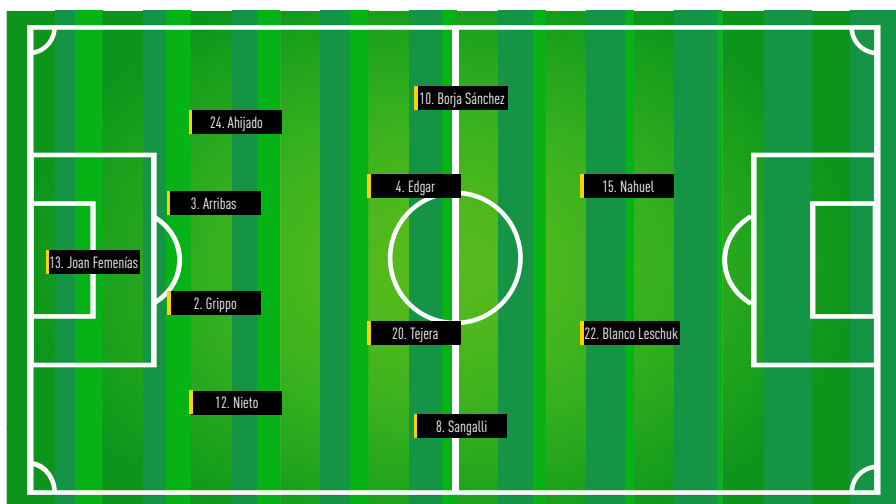 10. Borja Sánchez
24. Ahijado
4. Edgar
15. Nahuel
3. Arribas
13. Joan Femenías
2. Grippo
20. Tejera
22. Blanco Leschuk
12. Nieto
8. Sangalli